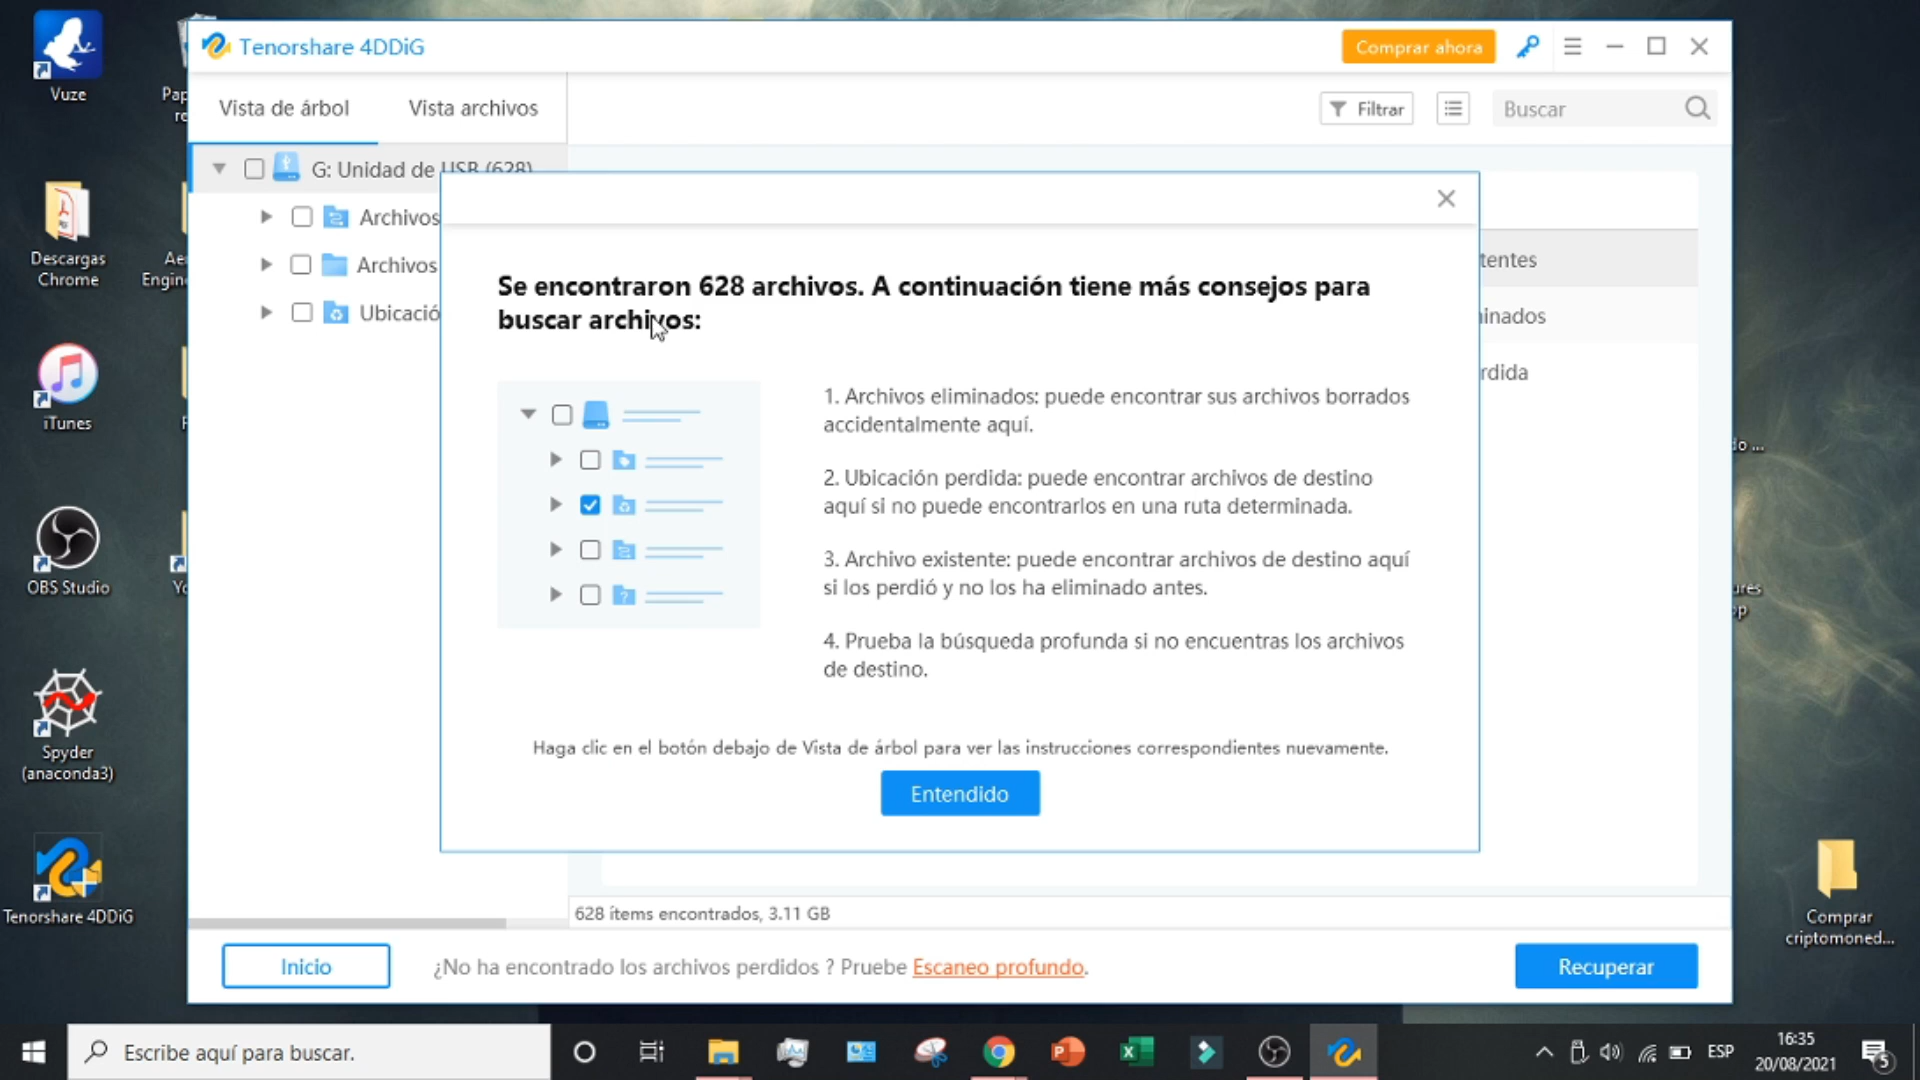 Vuze
Pap
re
Descargas
Chrome
Ae
Engine
iTunes
OBS Studio
Yo
Spyder
(anaconda3)
Tenorshare 4DDiG
Tenorshare 4DDiG
Comprar ahora
Vista de árbol
Vista archivos
Filtrar
Buscar
G: Unidad de USB (628)
Archivos
Archivos
Ubicació
tentes
inados
rdida
Se encontraron 628 archivos. A continuación tiene más consejos para
buscar archivos:
1. Archivos eliminados: puede encontrar sus archivos borrados
accidentalmente aquí.
2. Ubicación perdida: puede encontrar archivos de destino
aquí si no puede encontrarlos en una ruta determinada.
3. Archivo existente: puede encontrar archivos de destino aquí
si los perdió y no los ha eliminado antes.
4. Prueba la búsqueda profunda si no encuentras los archivos
de destino.
Haga clic en el botón debajo de Vista de árbol para ver las instrucciones correspondientes nuevamente.
Entendido
628 ítems encontrados, 3.11 GB
Inicio
¿No ha encontrado los archivos perdidos ? Pruebe Escaneo profundo.
Recuperar
Comprar
criptomoned...
Escribe aquí para buscar.
ESP
16:35
20/08/2021
5